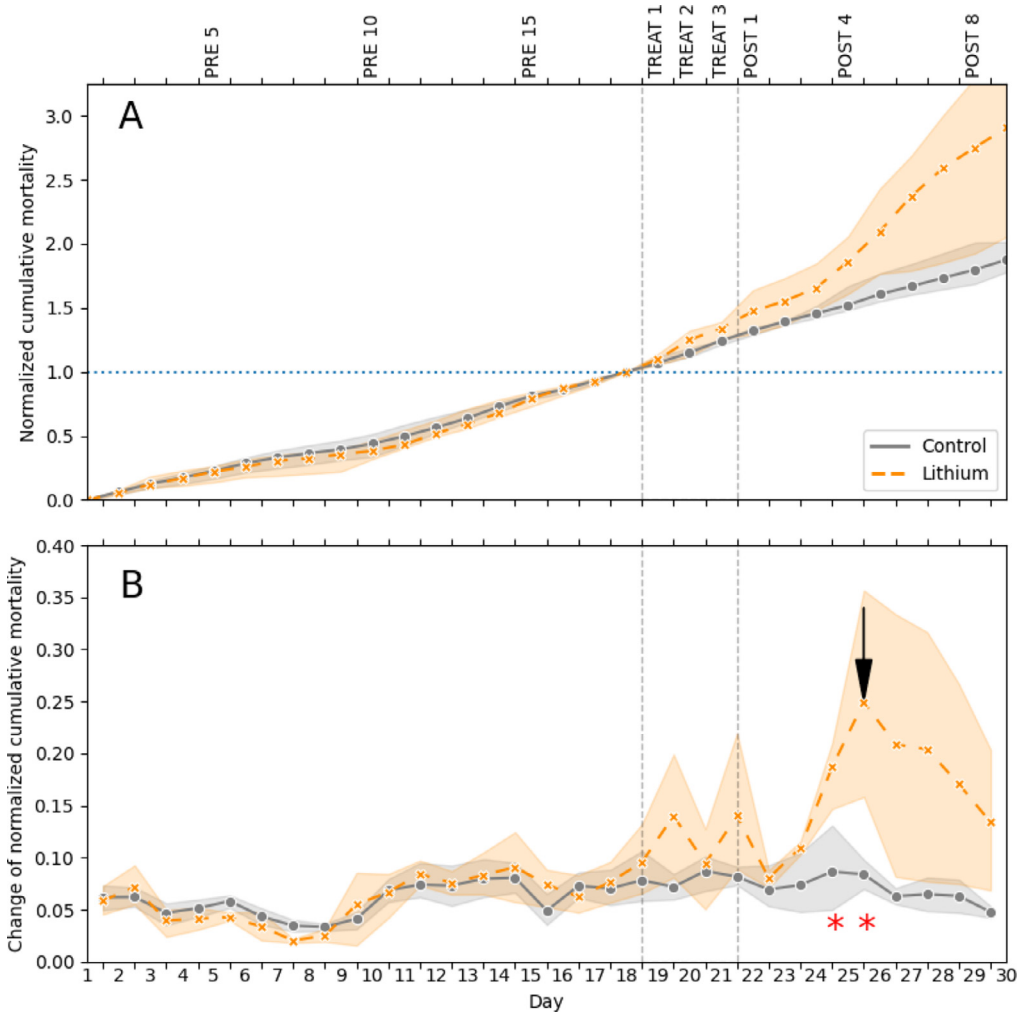 PRE 5
PRE 10
PRE 15
TREAT 1
TREAT 2
TREAT 3
POST 1
POST 4
POST 8
A
Normalized cumulative mortality
3.0
2.5
2.0
1.5
1.0
0.5
0.0
Control
Lithium
B
Change of normalized cumulative mortality
0.40
0.35
0.30
0.25
0.20
0.15
0.10
0.05
0.00
* *
1 2 3 4 5 6 7 8 9 10 11 12 13 14 15 16 17 18 19 20 21 22 23 24 25 26 27 28 29 30
Day